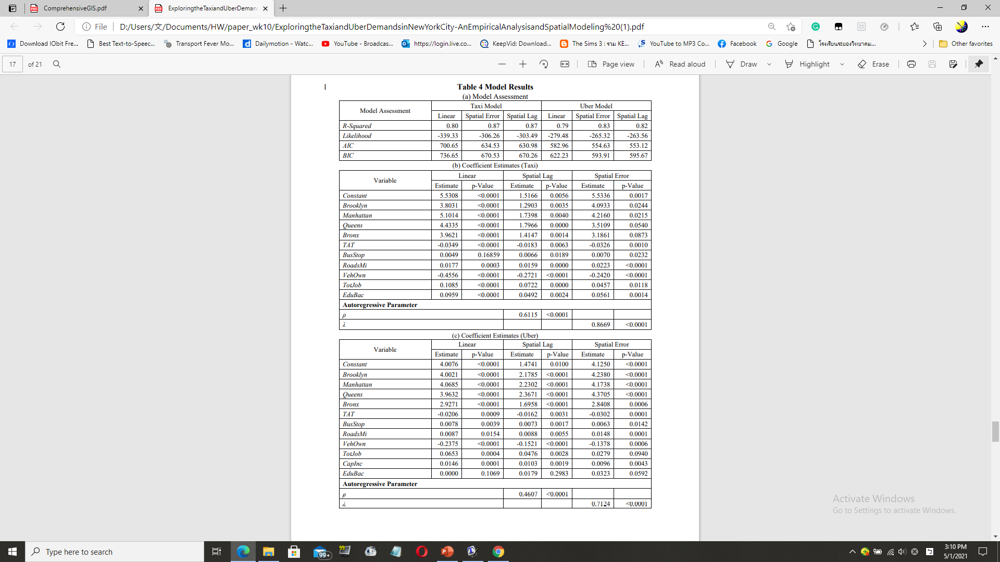 ComprehensiveGIS.pdf
ExploringtheTaxiandUberDeman
File D:/Users/文/Documents/HW/paper_wk10/ExploringtheTaxiandUberDemandsinNewYorkCity-AnEmpiricalAnalysisandSpatialModeling%20(1).pdf
Download IObit Fre... Best Text-to-Speec... Transport Fever Mo... Dailymotion - Watc... YouTube - Broadcas... https://login.live.co... KeepVid: Download... The Sims 3 : รวม KE... YouTube to MP3 Co... Facebook Google โรงเรียนระยองวิทยาคม... Other favorites
17 of 21 Page view Read aloud Draw Highlight Erase
1 Table 4 Model Results
(a) Model Assessment
Model Assessment Taxi Model Uber Model
Linear Spatial Error Spatial Lag Linear Spatial Error Spatial Lag
R-Squared 0.80 0.87 0.87 0.79 0.83 0.82
Likelihood -339.33 -306.26 -303.49 -279.48 -265.32 -263.56
AIC 700.65 634.53 630.98 582.96 554.63 553.12
BIC 736.65 670.53 670.26 622.23 593.91 595.67
(b) Coefficient Estimates (Taxi)
Variable Linear Spatial Lag Spatial Error
Estimate p-Value Estimate p-Value Estimate p-Value
Constant 5.5308 <0.0001 1.5166 0.0056 5.5336 0.0017
Brooklyn 3.8031 <0.0001 1.2903 0.0035 4.0933 0.0244
Manhattan 5.1014 <0.0001 1.7398 0.0040 4.2160 0.0215
Queens 4.4335 <0.0001 1.7966 0.0000 3.5109 0.0540
Bronx 3.9621 <0.0001 1.4147 0.0014 3.1861 0.0873
TAT -0.0349 <0.0001 -0.0183 0.0063 -0.0326 0.0010
BusStop 0.0049 0.16859 0.0066 0.0189 0.0070 0.0232
RoadsMi 0.0177 0.0003 0.0159 0.0000 0.0223 <0.0001
VehOwn -0.4556 <0.0001 -0.2721 <0.0001 -0.2420 <0.0001
TotJob 0.1085 <0.0001 0.0722 0.0000 0.0457 0.0118
EduBac 0.0959 <0.0001 0.0492 0.0024 0.0561 0.0014
Autoregressive Parameter
ρ 0.6115 <0.0001
λ 0.8669 <0.0001
(c) Coefficient Estimates (Uber)
Variable Linear Spatial Lag Spatial Error
Estimate p-Value Estimate p-Value Estimate p-Value
Constant 4.0076 <0.0001 1.4741 0.0100 4.1250 <0.0001
Brooklyn 4.0021 <0.0001 2.1785 <0.0001 4.2380 <0.0001
Manhattan 4.0685 <0.0001 2.2302 <0.0001 4.1738 <0.0001
Queens 3.9632 <0.0001 2.3671 <0.0001 4.3705 <0.0001
Bronx 2.9271 <0.0001 1.6958 <0.0001 2.8408 0.0006
TAT -0.0206 0.0009 -0.0162 0.0031 -0.0302 0.0001
BusStop 0.0078 0.0039 0.0073 0.0017 0.0063 0.0142
RoadsMi 0.0087 0.0154 0.0088 0.0055 0.0148 0.0001
VehOwn -0.2375 <0.0001 -0.1521 <0.0001 -0.1378 0.0006
TotJob 0.0653 0.0004 0.0476 0.0028 0.0279 0.0940
CapInc 0.0146 0.0001 0.0103 0.0019 0.0096 0.0043
EduBac 0.0000 0.1069 0.0179 0.2983 0.0323 0.0592
Autoregressive Parameter
ρ 0.4607 <0.0001
λ 0.7124 <0.0001
Activate Windows
Go to Settings to activate Windows.
Type here to search
99+
99
3:10 PM
5/1/2021